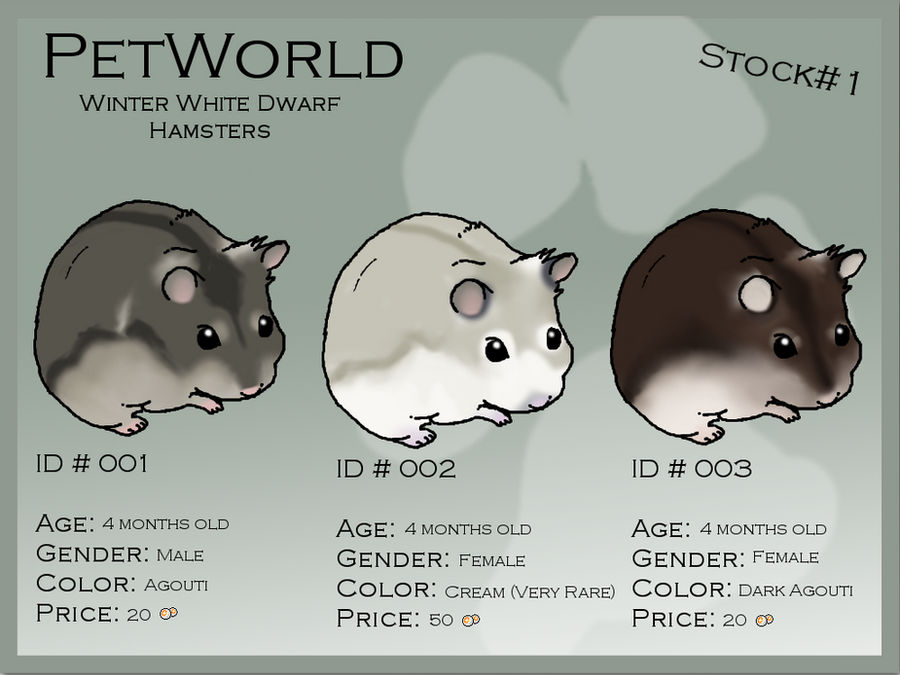 PetWorld
Winter White Dwarf
Hamsters
Stock# 1
ID # 001
Age: 4 months old
Gender: Male
Color: Agouti
Price: 20
ID # 002
Age: 4 months old
Gender: Female
Color: Cream (Very Rare)
Price: 50
ID # 003
Age: 4 months old
Gender: Female
Color: Dark Agouti
Price: 20